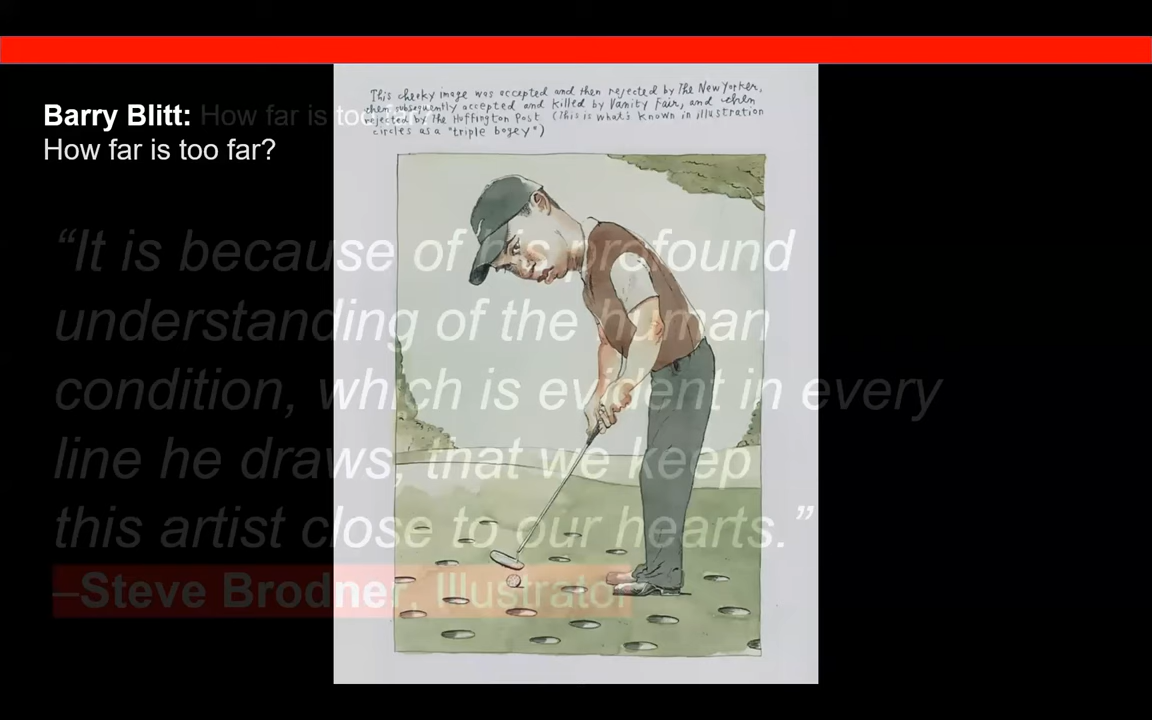 Barry Blitt: How far is too far?
How far is too far?
This cheeky image was accepted and then rejected by The New Yorker,
then subsequently accepted and killed by Vanity Fair, and then
rejected by The Huffington Post (This is what's known in illustration
circles as a "triple bogey")
“It is because of his profound
understanding of the human
condition, which is evident in every
line he draws, that we keep
this artist close to our hearts.”
–Steve Brodner, Illustrator